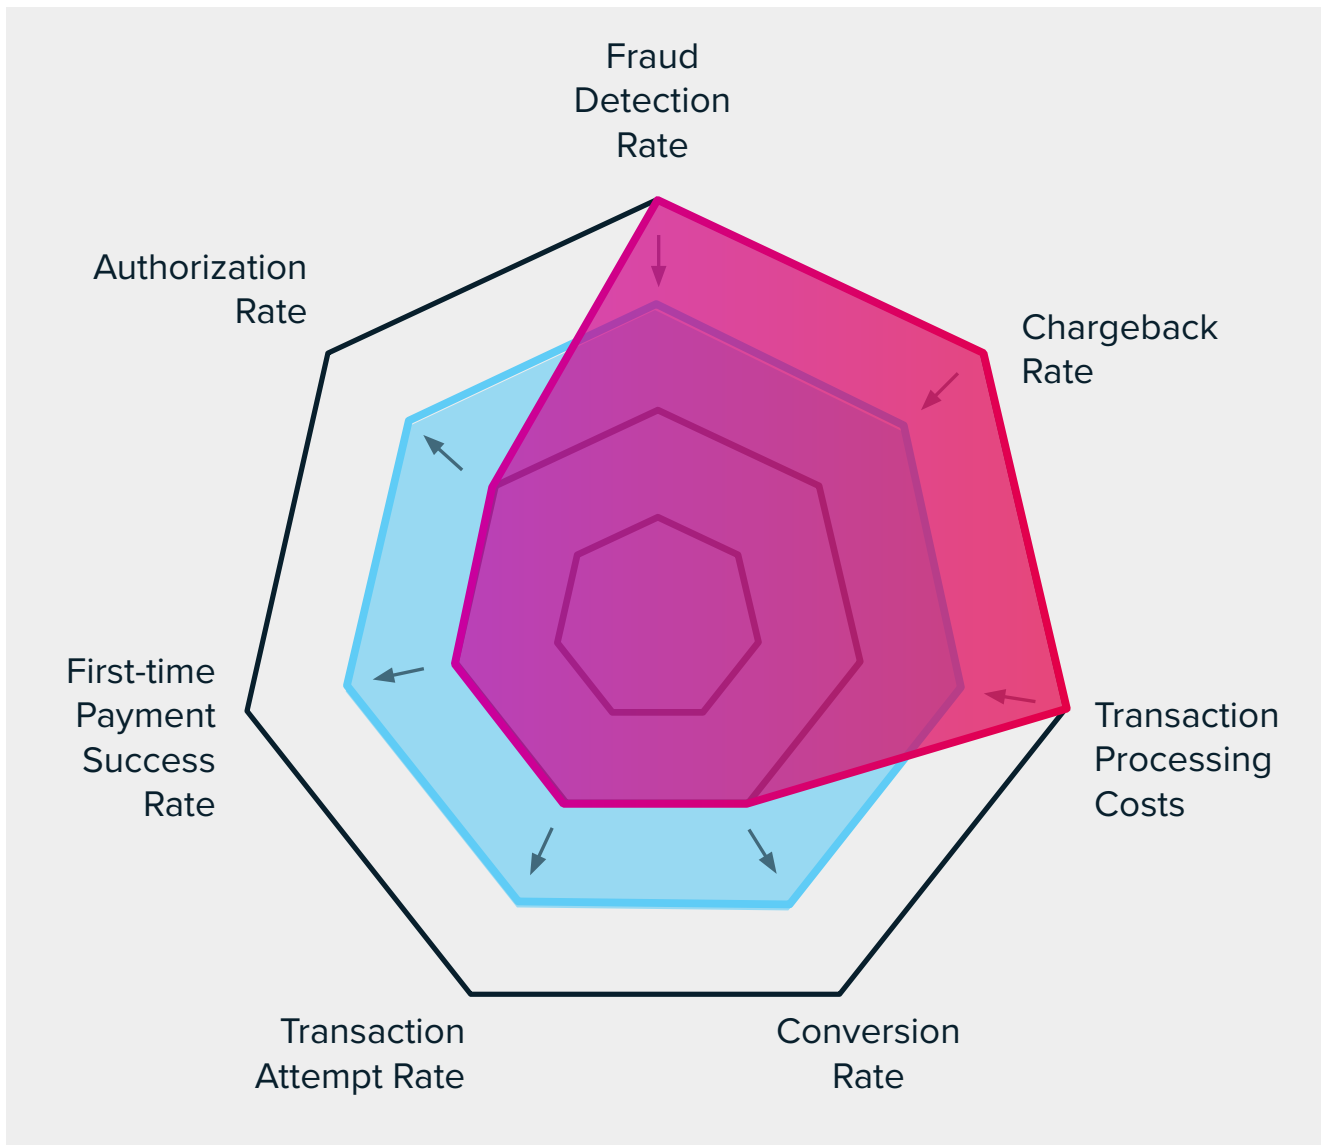 Fraud
Detection
Rate
Authorization
Rate
Chargeback
Rate
First-time
Payment
Success
Rate
Transaction
Processing
Costs
Transaction
Attempt Rate
Conversion
Rate